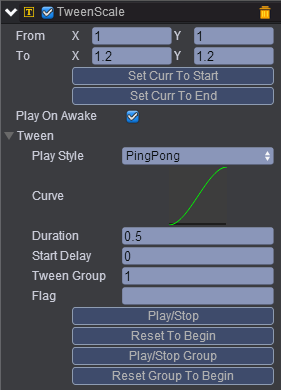 T TweenScale
From X 1 Y 1
To X 1.2 Y 1.2
Set Curr To Start
Set Curr To End
Play On Awake
Tween
Play Style PingPong
Curve
Duration 0.5
Start Delay 0
Tween Group 1
Flag
Play/Stop
Reset To Begin
Play/Stop Group
Reset Group To Begin